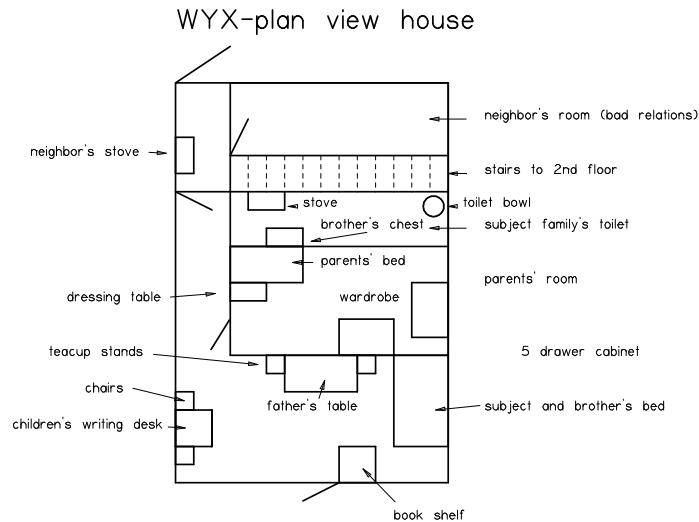 WYX-plan view house
neighbor's room (bad relations)
neighbor's stove
stairs to 2nd floor
stove
toilet bowl
brother's chest
subject family's toilet
parents' bed
parents' room
dressing table
wardrobe
teacup stands
5 drawer cabinet
chairs
father's table
subject and brother's bed
children's writing desk
book shelf